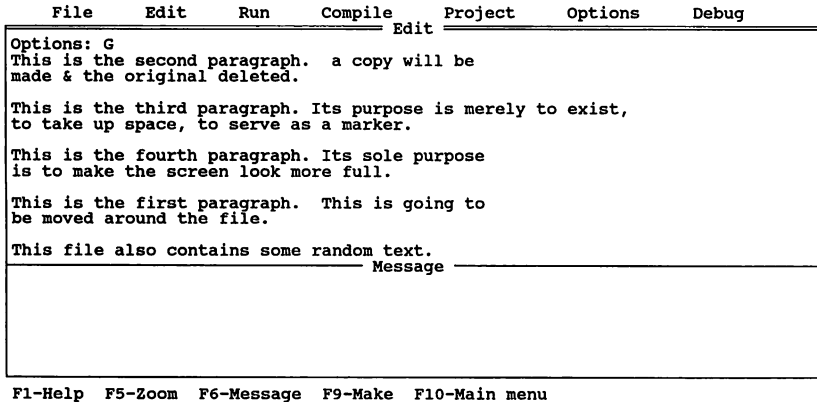 File Edit Run Compile Project Options Debug
Edit
Options: G
This is the second paragraph.  a copy will be
made & the original deleted.
This is the third paragraph. Its purpose is merely to exist,
to take up space, to serve as a marker.
This is the fourth paragraph. Its sole purpose
is to make the screen look more full.
This is the first paragraph.  This is going to
be moved around the file.
This file also contains some random text.
Message
F1-Help F5-Zoom F6-Message F9-Make F10-Main menu